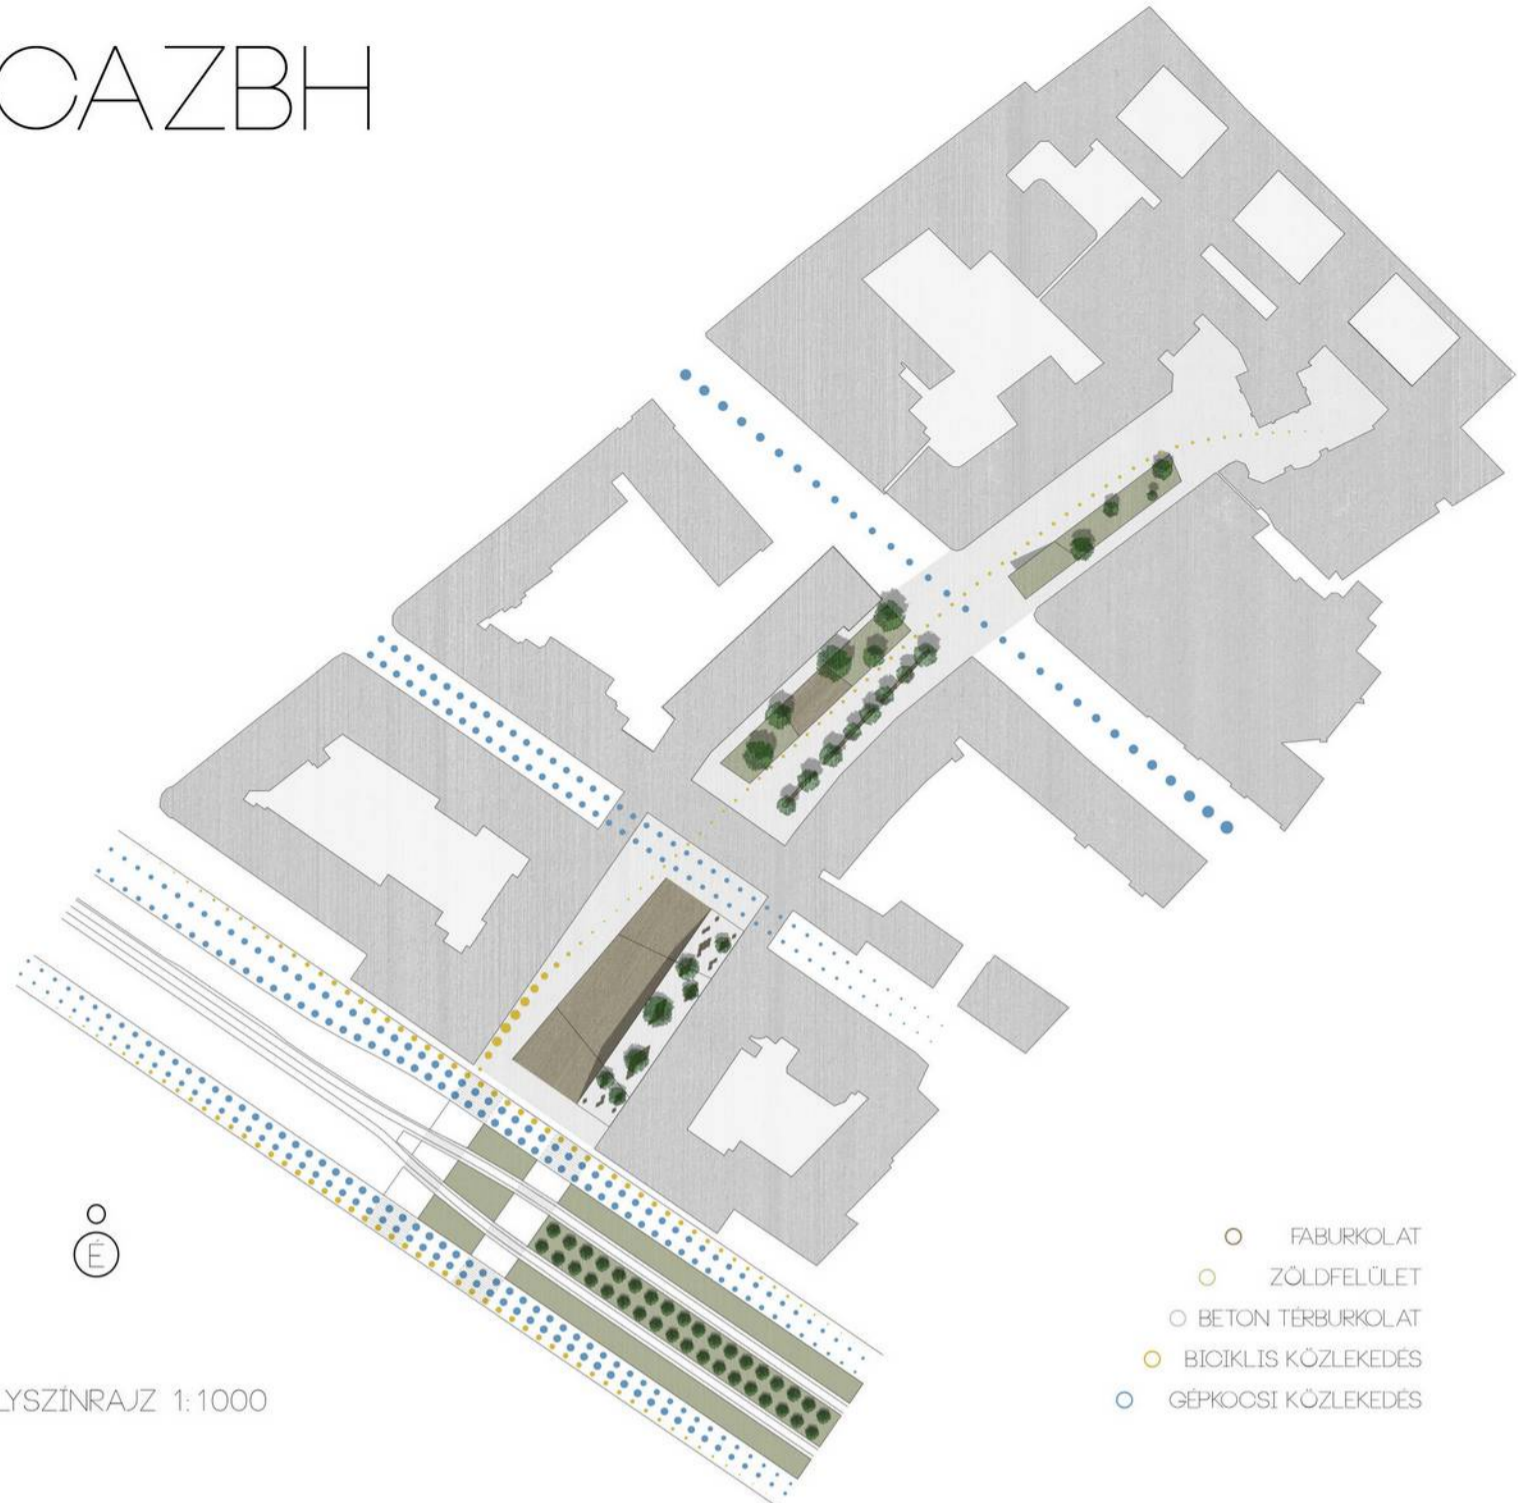 CAZBH
É
FABURKOLAT
ZÖLDFELÜLET
BETON TÉRBURKOLAT
BICIKLIS KÖZLEKEDÉS
GÉPKOCSI KÖZLEKEDÉS
LYSZÍNRAJZ 1:1000